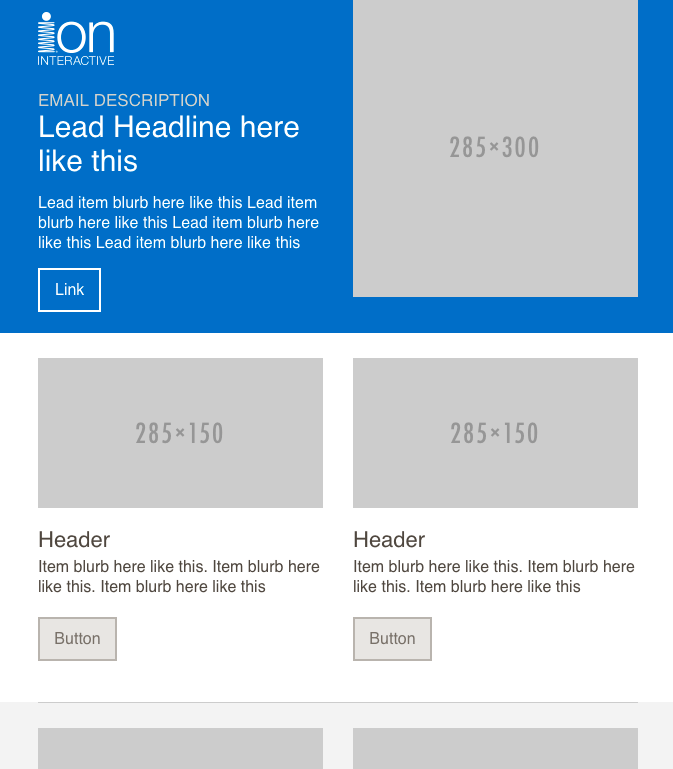 ion
INTERACTIVE
EMAIL DESCRIPTION
Lead Headline here
like this
Lead item blurb here like this Lead item
blurb here like this Lead item blurb here
like this Lead item blurb here like this
Link
285×300
285×150
285×150
Header
Item blurb here like this. Item blurb here
like this. Item blurb here like this
Button
Header
Item blurb here like this. Item blurb here
like this. Item blurb here like this
Button